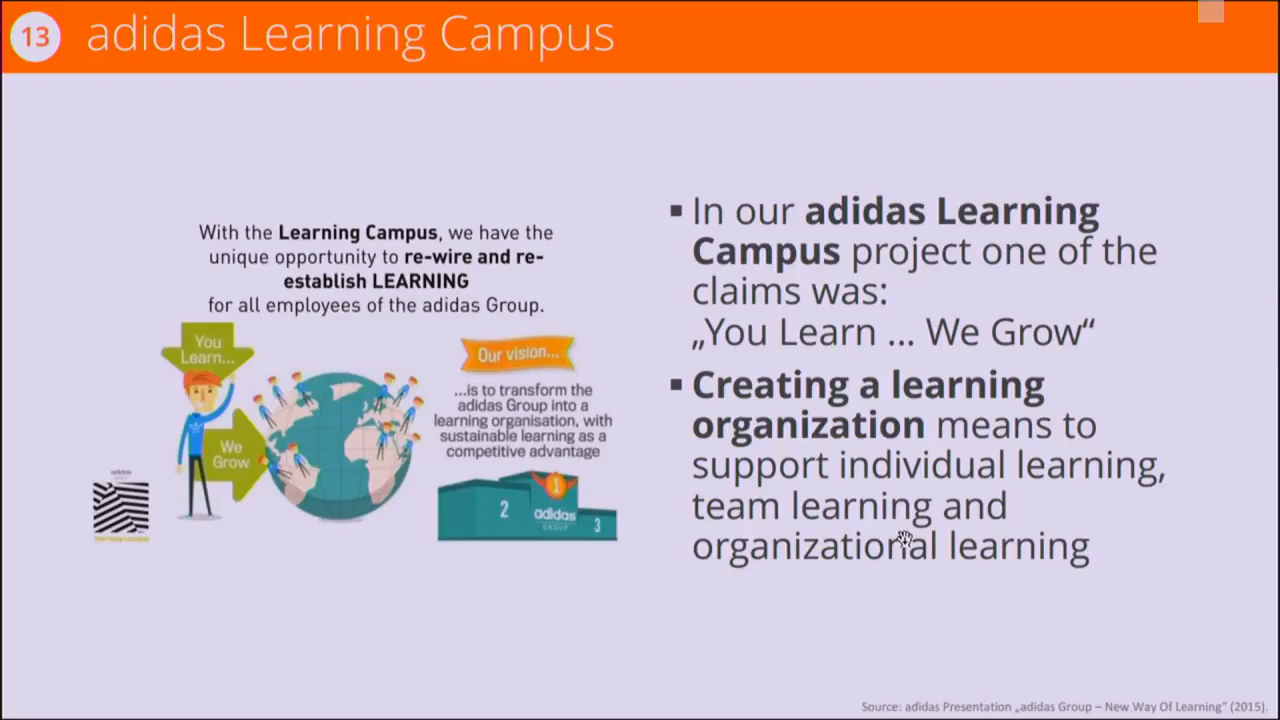 13 adidas Learning Campus
With the Learning Campus, we have the
unique opportunity to re-wire and re-
establish LEARNING
for all employees of the adidas Group.
You
Learn...
We
Grow
Our vision...
...is to transform the
adidas Group into a
learning organisation, with
sustainable learning as a
competitive advantage
1
2
adidas
GROUP
3
adidas
▪ In our adidas Learning
Campus project one of the
claims was:
„You Learn ... We Grow“
▪ Creating a learning
organization means to
support individual learning,
team learning and
organizational learning
Source: adidas Presentation „adidas Group – New Way Of Learning“ (2015).